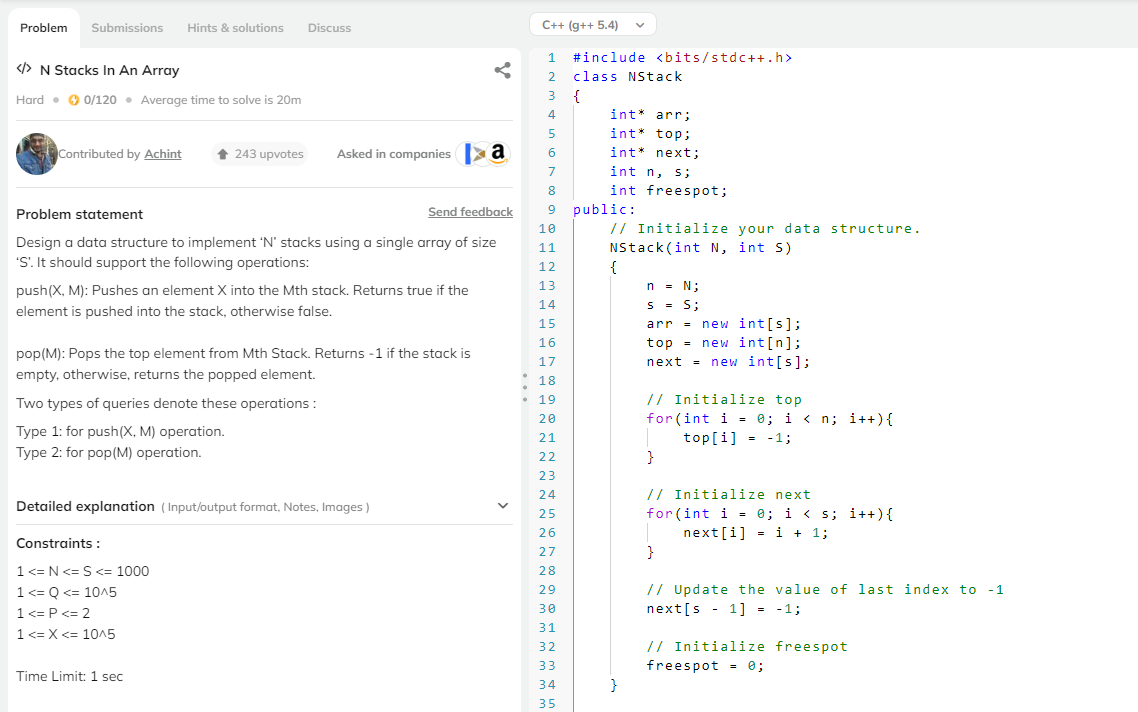 Problem Submissions Hints & solutions Discuss
</> N Stacks In An Array
Hard 0/120 Average time to solve is 20m
Contributed by Achint 243 upvotes Asked in companies a
Problem statement Send feedback
Design a data structure to implement ‘N’ stacks using a single array of size
‘S’. It should support the following operations:
push(X, M): Pushes an element X into the Mth stack. Returns true if the
element is pushed into the stack, otherwise false.
pop(M): Pops the top element from Mth Stack. Returns -1 if the stack is
empty, otherwise, returns the popped element.
Two types of queries denote these operations :
Type 1: for push(X, M) operation.
Type 2: for pop(M) operation.
Detailed explanation ( Input/output format, Notes, Images )
Constraints :
1 <= N <= S <= 1000
1 <= Q <= 10^5
1 <= P <= 2
1 <= X <= 10^5
Time Limit: 1 sec
C++ (g++ 5.4)
1 #include <bits/stdc++.h>
2 class NStack
3 {
4 int* arr;
5 int* top;
6 int* next;
7 int n, s;
8 int freespot;
9 public:
10 // Initialize your data structure.
11 NStack(int N, int S)
12 {
13 n = N;
14 s = S;
15 arr = new int[s];
16 top = new int[n];
17 next = new int[s];
18
19 // Initialize top
20 for(int i = 0; i < n; i++){
21 top[i] = -1;
22 }
23
24 // Initialize next
25 for(int i = 0; i < s; i++){
26 next[i] = i + 1;
27 }
28
29 // Update the value of last index to -1
30 next[s - 1] = -1;
31
32 // Initialize freespot
33 freespot = 0;
34 }
35